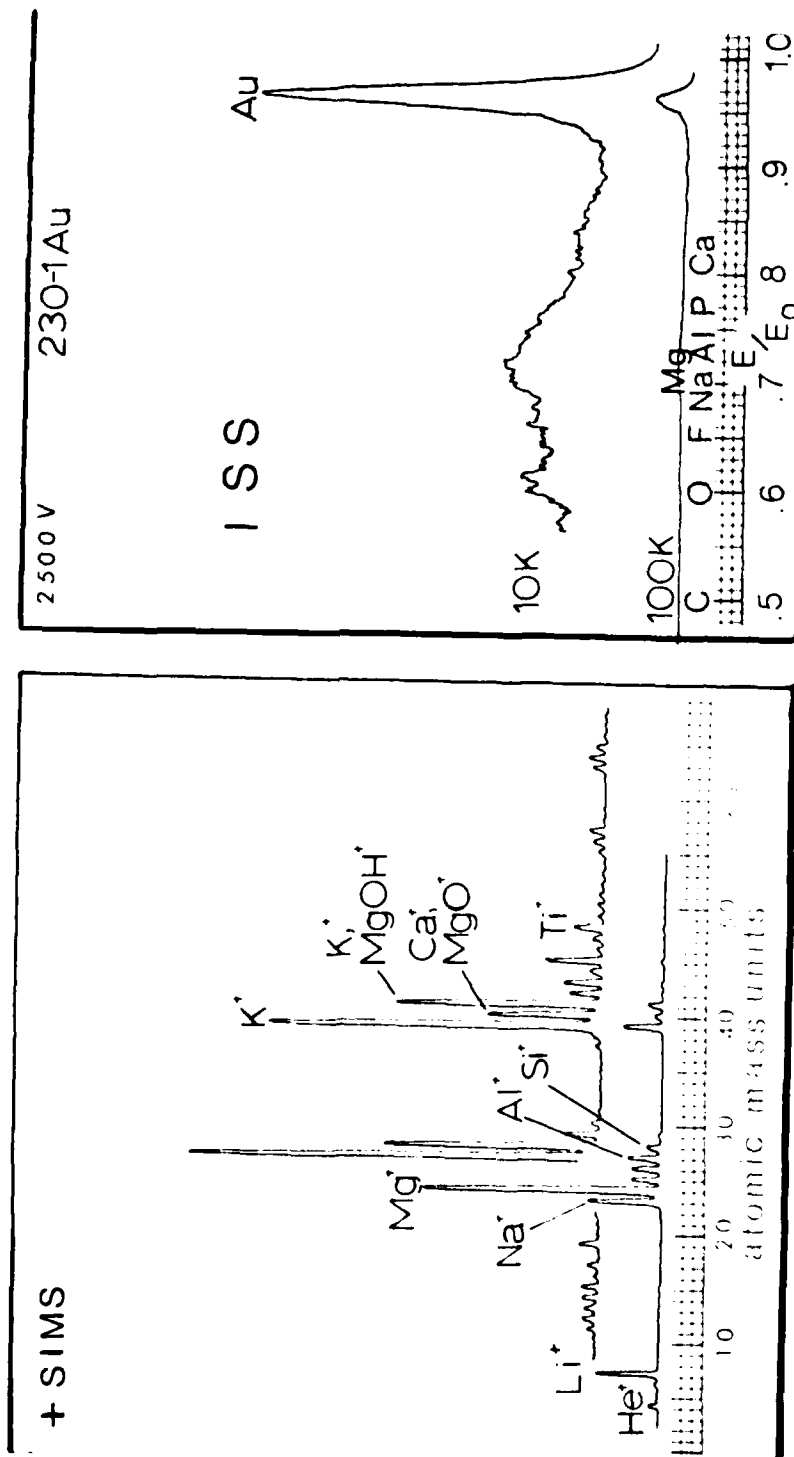 + SIMS
K⁺
K,⁺
MgOH⁺
Ca⁺,
MgO⁺
Ti⁺
Mg⁺
Al⁺
Si⁺
Na⁺
Li⁺
He⁺
10 20 30 40
atomic mass units
2500 V
230-1Au
ISS
Au
10K
100K
C O F Na Mg Al P Ca
.5 .6 .7 .8 .9 1.0
E/E₀